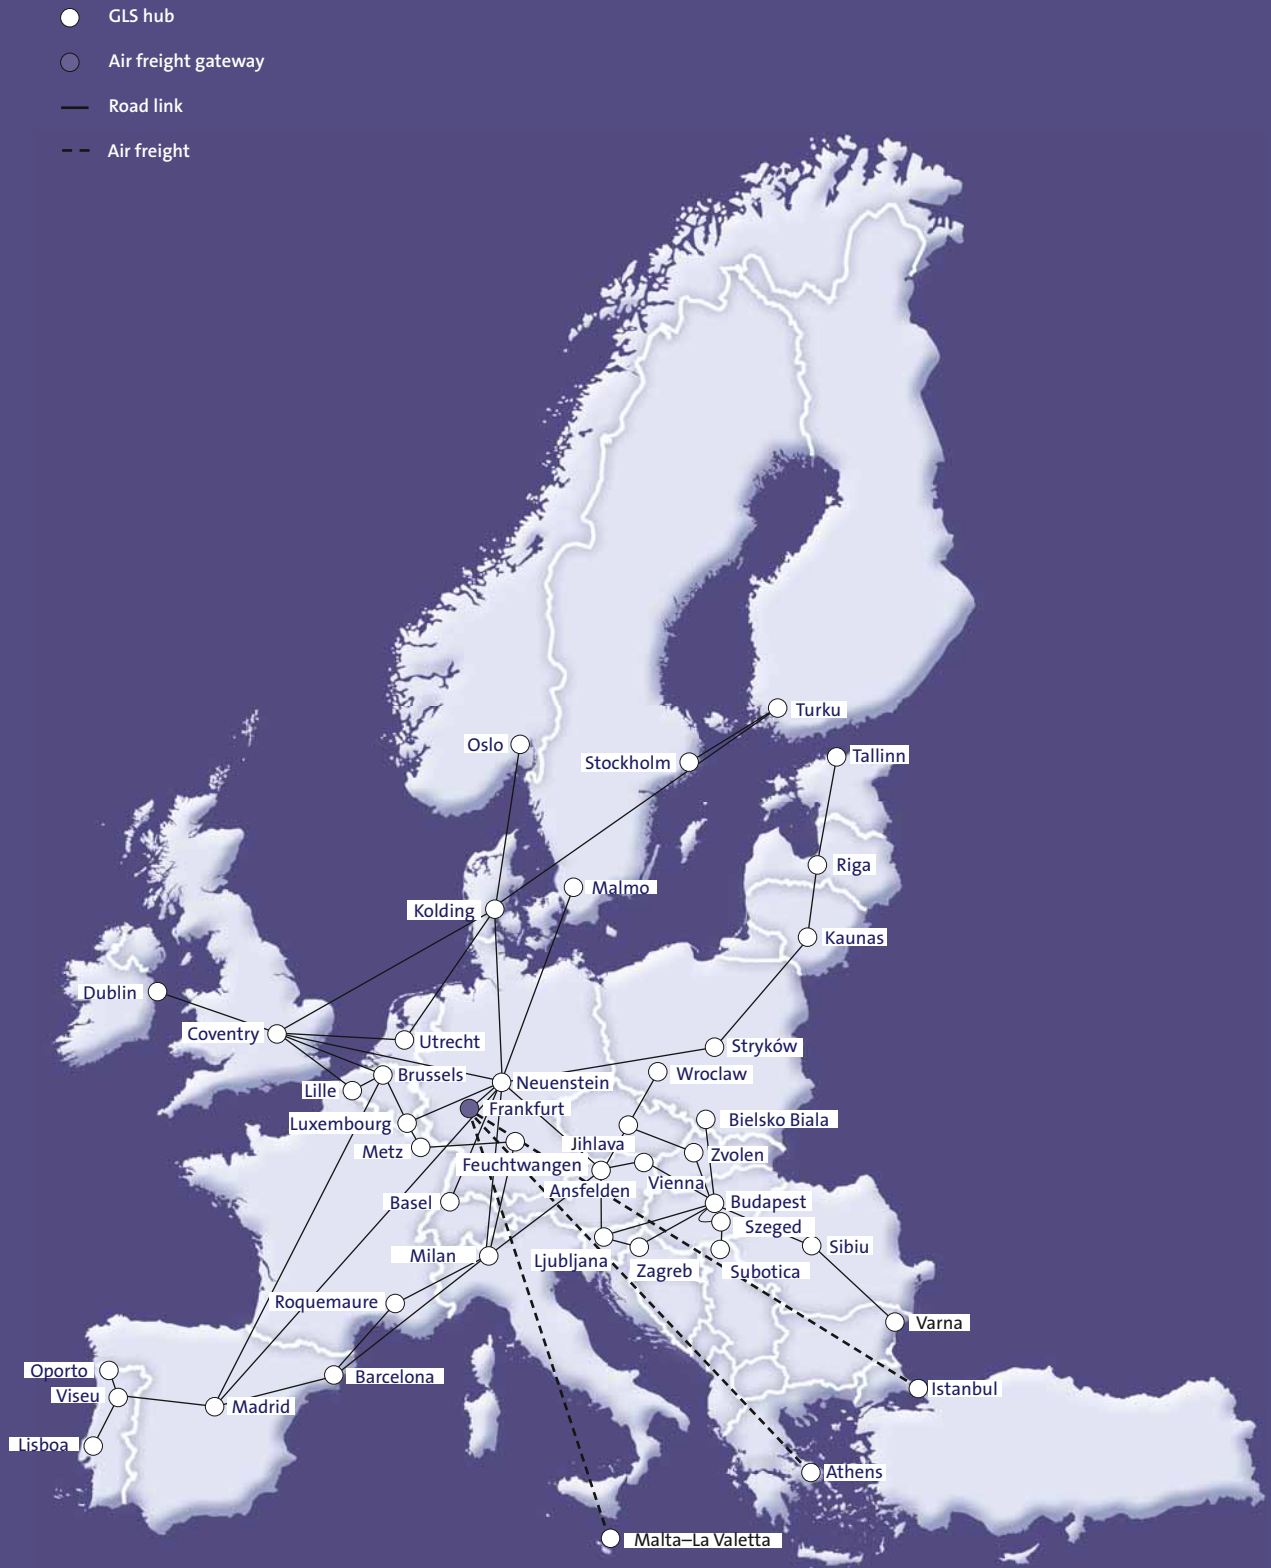 GLS hub
Air freight gateway
Road link
Air freight
Turku
Oslo
Tallinn
Stockholm
Riga
Malmo
Kolding
Kaunas
Dublin
Coventry
Utrecht
Stryków
Brussels
Wroclaw
Neuenstein
Lille
Frankfurt
Luxembourg
Bielsko Biala
Jihlava
Metz
Zvolen
Feuchtwangen
Vienna
Ansfelden
Basel
Budapest
Szeged
Sibiu
Milan
Ljubljana
Zagreb
Subotica
Roquemaure
Varna
Oporto
Barcelona
Istanbul
Viseu
Madrid
Lisboa
Athens
Malta–La Valetta